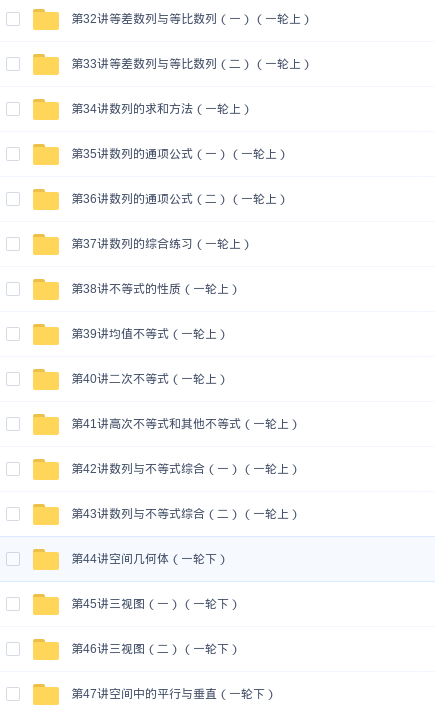 第32讲等差数列与等比数列（一）（一轮上）
第33讲等差数列与等比数列（二）（一轮上）
第34讲数列的求和方法（一轮上）
第35讲数列的通项公式（一）（一轮上）
第36讲数列的通项公式（二）（一轮上）
第37讲数列的综合练习（一轮上）
第38讲不等式的性质（一轮上）
第39讲均值不等式（一轮上）
第40讲二次不等式（一轮上）
第41讲高次不等式和其他不等式（一轮上）
第42讲数列与不等式综合（一）（一轮上）
第43讲数列与不等式综合（二）（一轮上）
第44讲空间几何体（一轮下）
第45讲三视图（一）（一轮下）
第46讲三视图（二）（一轮下）
第47讲空间中的平行与垂直（一轮下）